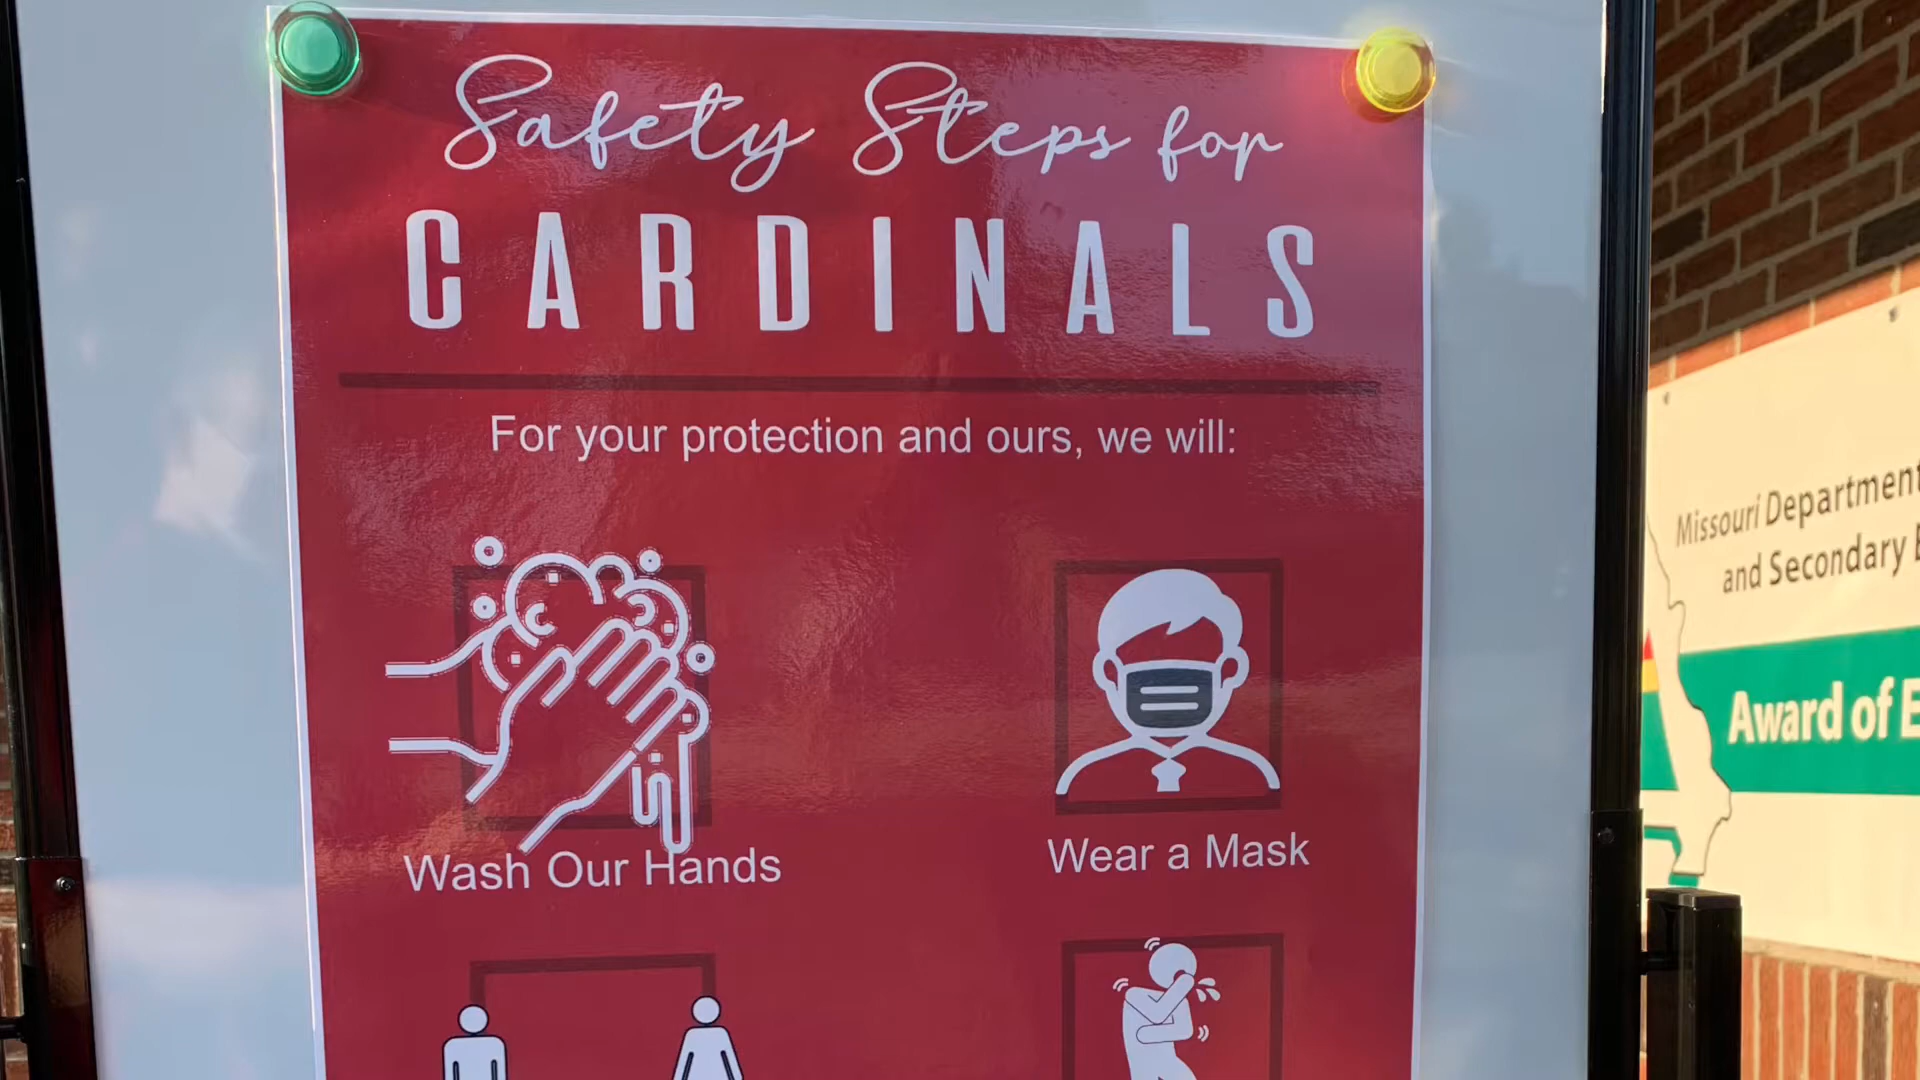 Safety Steps for
CARDINALS
For your protection and ours, we will:
Wash Our Hands
Wear a Mask
Missouri Department
and Secondary
Award of